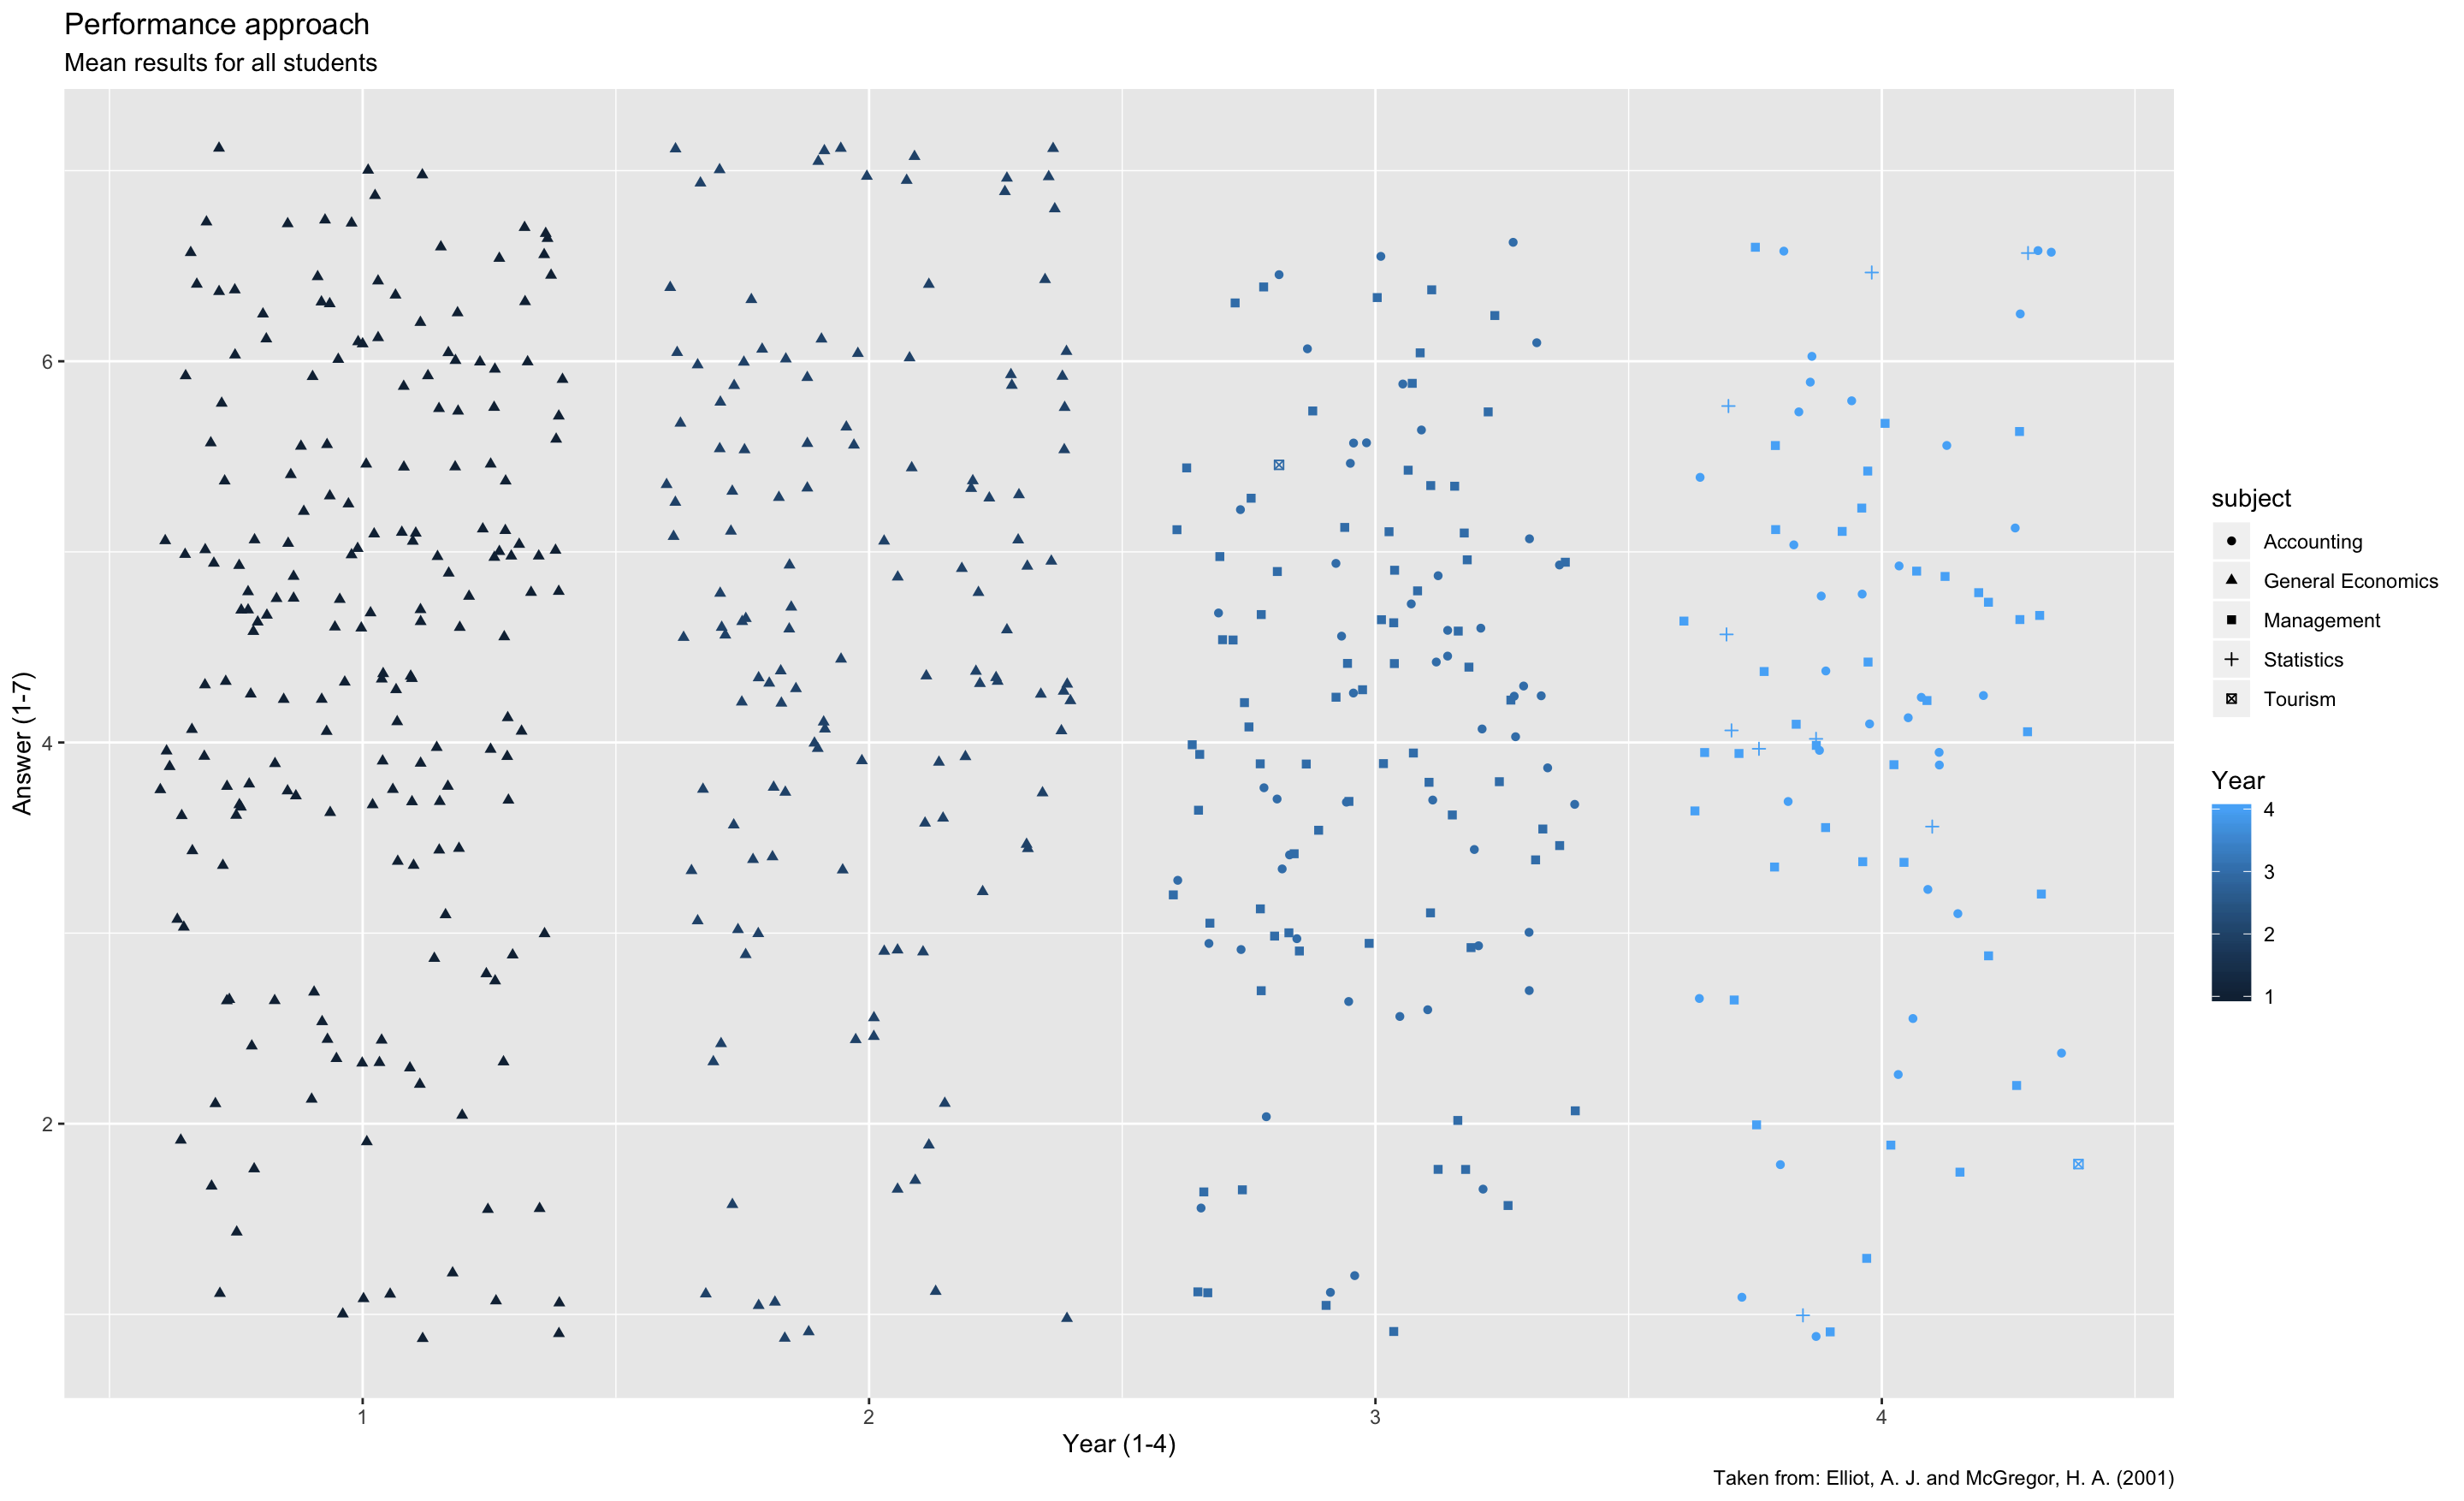 Performance approach
Mean results for all students
Answer (1-7)
6
4
2
1
2
3
4
Year (1-4)
subject
Accounting
General Economics
Management
Statistics
Tourism
Year
4
3
2
1
Taken from: Elliot, A. J. and McGregor, H. A. (2001)